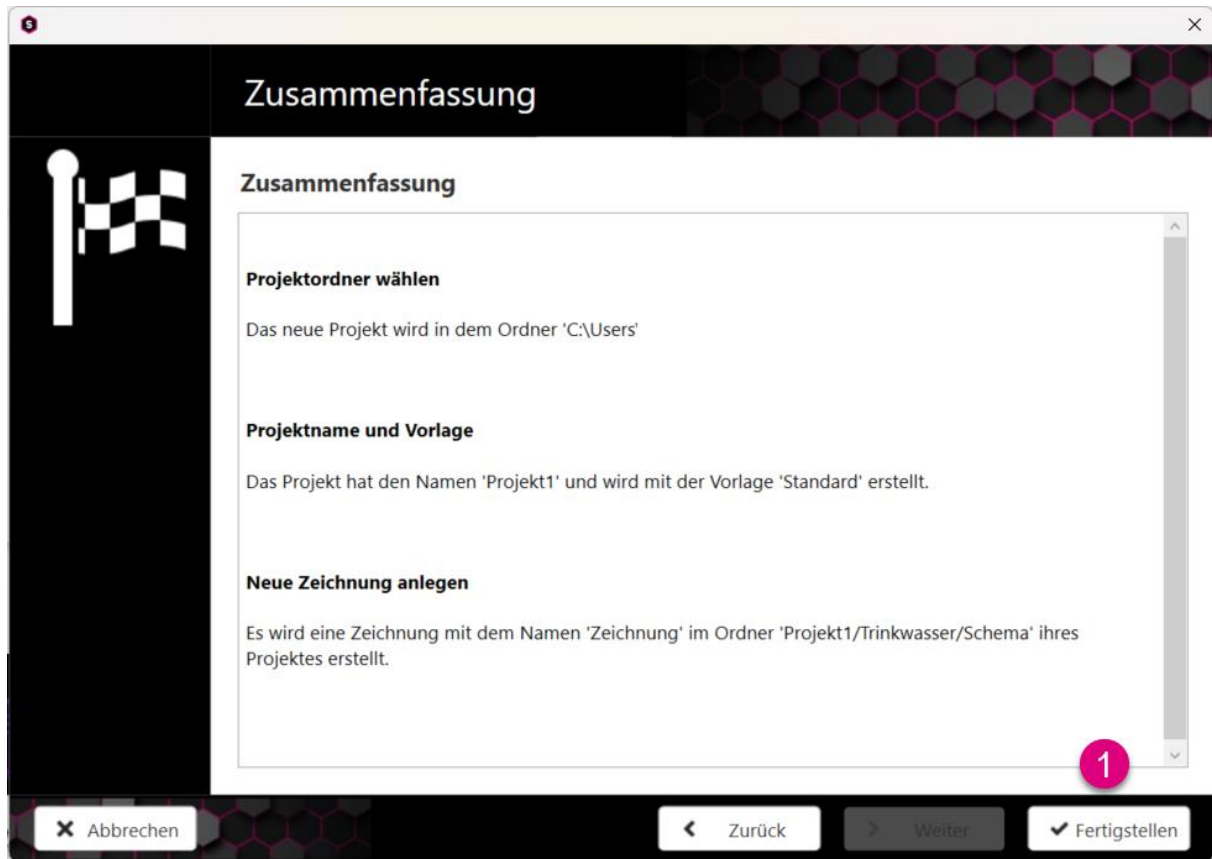 S
Zusammenfassung
Zusammenfassung
Projektordner wählen
Das neue Projekt wird in dem Ordner 'C:\Users'
Projektname und Vorlage
Das Projekt hat den Namen 'Projekt1' und wird mit der Vorlage 'Standard' erstellt.
Neue Zeichnung anlegen
Es wird eine Zeichnung mit dem Namen 'Zeichnung' im Ordner 'Projekt1/Trinkwasser/Schema' ihres
Projektes erstellt.
1
Abbrechen
Zurück
Weiter
Fertigstellen